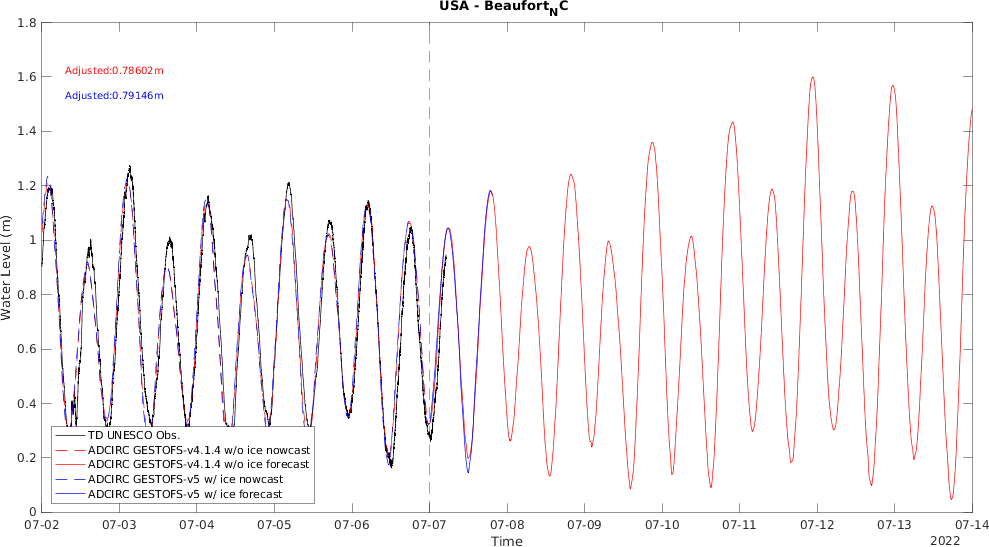 USA - Beaufort_NC
1.8
1.6
1.4
1.2
1
0.8
0.6
0.4
0.2
0
Water Level (m)
Adjusted:0.78602m
Adjusted:0.79146m
TD UNESCO Obs.
ADCIRC GESTOFS-v4.1.4 w/o ice nowcast
ADCIRC GESTOFS-v4.1.4 w/o ice forecast
ADCIRC GESTOFS-v5 w/ ice nowcast
ADCIRC GESTOFS-v5 w/ ice forecast
07-02 07-03 07-04 07-05 07-06 07-07 07-08 07-09 07-10 07-11 07-12 07-13 07-14
Time
2022